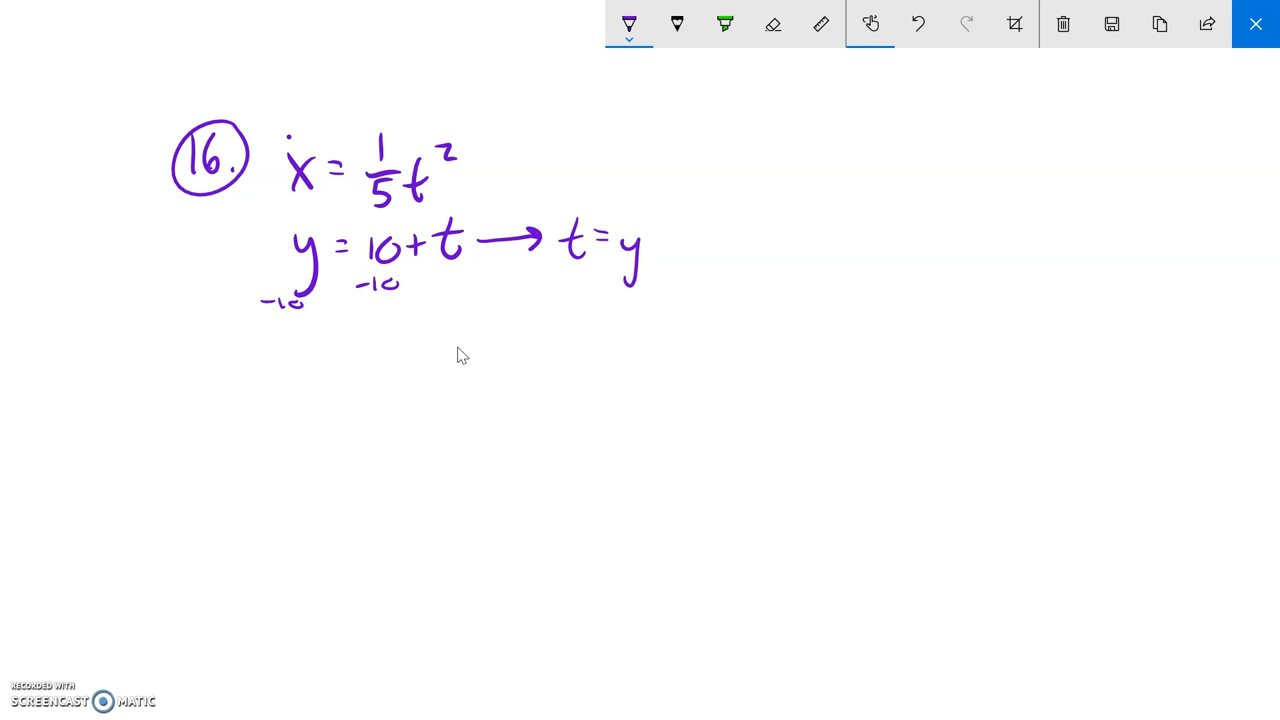 16. x = 1/5 t²
y = 10 + t → t = y
-10 -10
RECORDED WITH
SCREENCAST MATIC